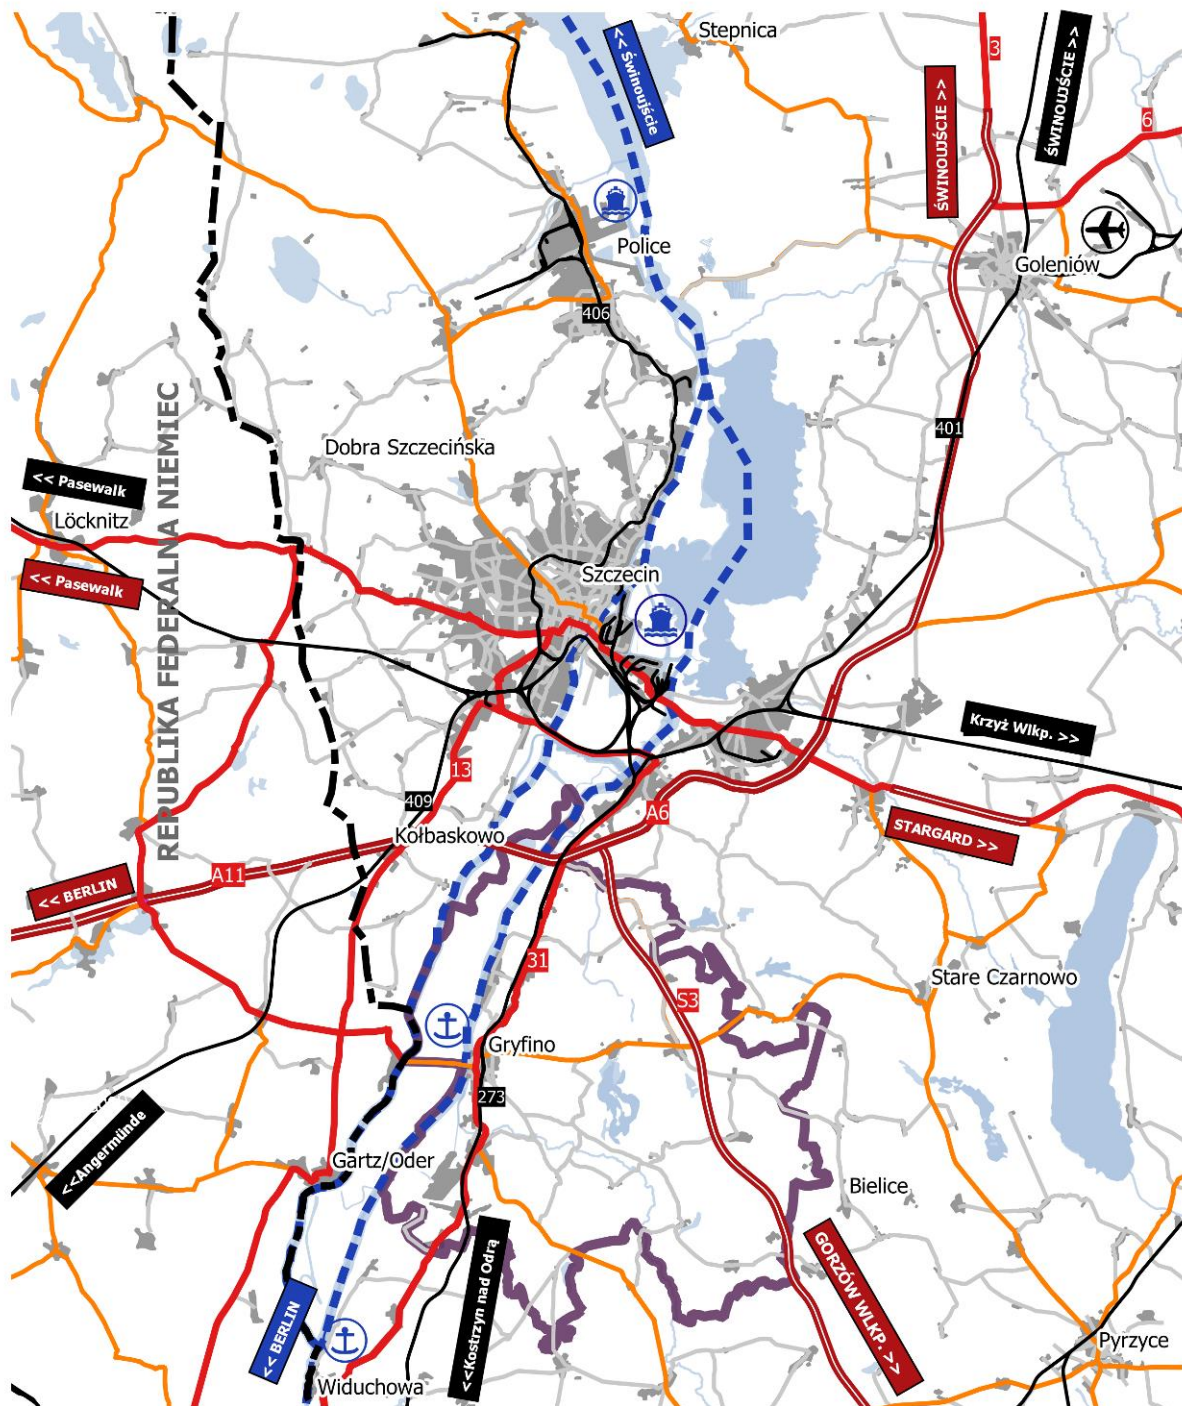 Stepnica
<< Świnoujście
3
ŚWINOUJŚCIE >>
ŚWINOUJŚCIE >>
6
Police
Goleniów
406
401
REPUBLIKA FEDERALNA NIEMIEC
Dobra Szczecińska
<< Pasewalk
Löcknitz
<< Pasewalk
Szczecin
Krzyż Wlkp. >>
13
409
A6
Kołbaskowo
STARGARD >>
A11
<< BERLIN
31
Stare Czarnowo
S3
Gryfino
273
<<Angermünde
Gartz/Oder
Bielice
<< BERLIN
<<Kostrzyn nad Odrą
GORZÓW WLKP. >>
Pyrzyce
Widuchowa